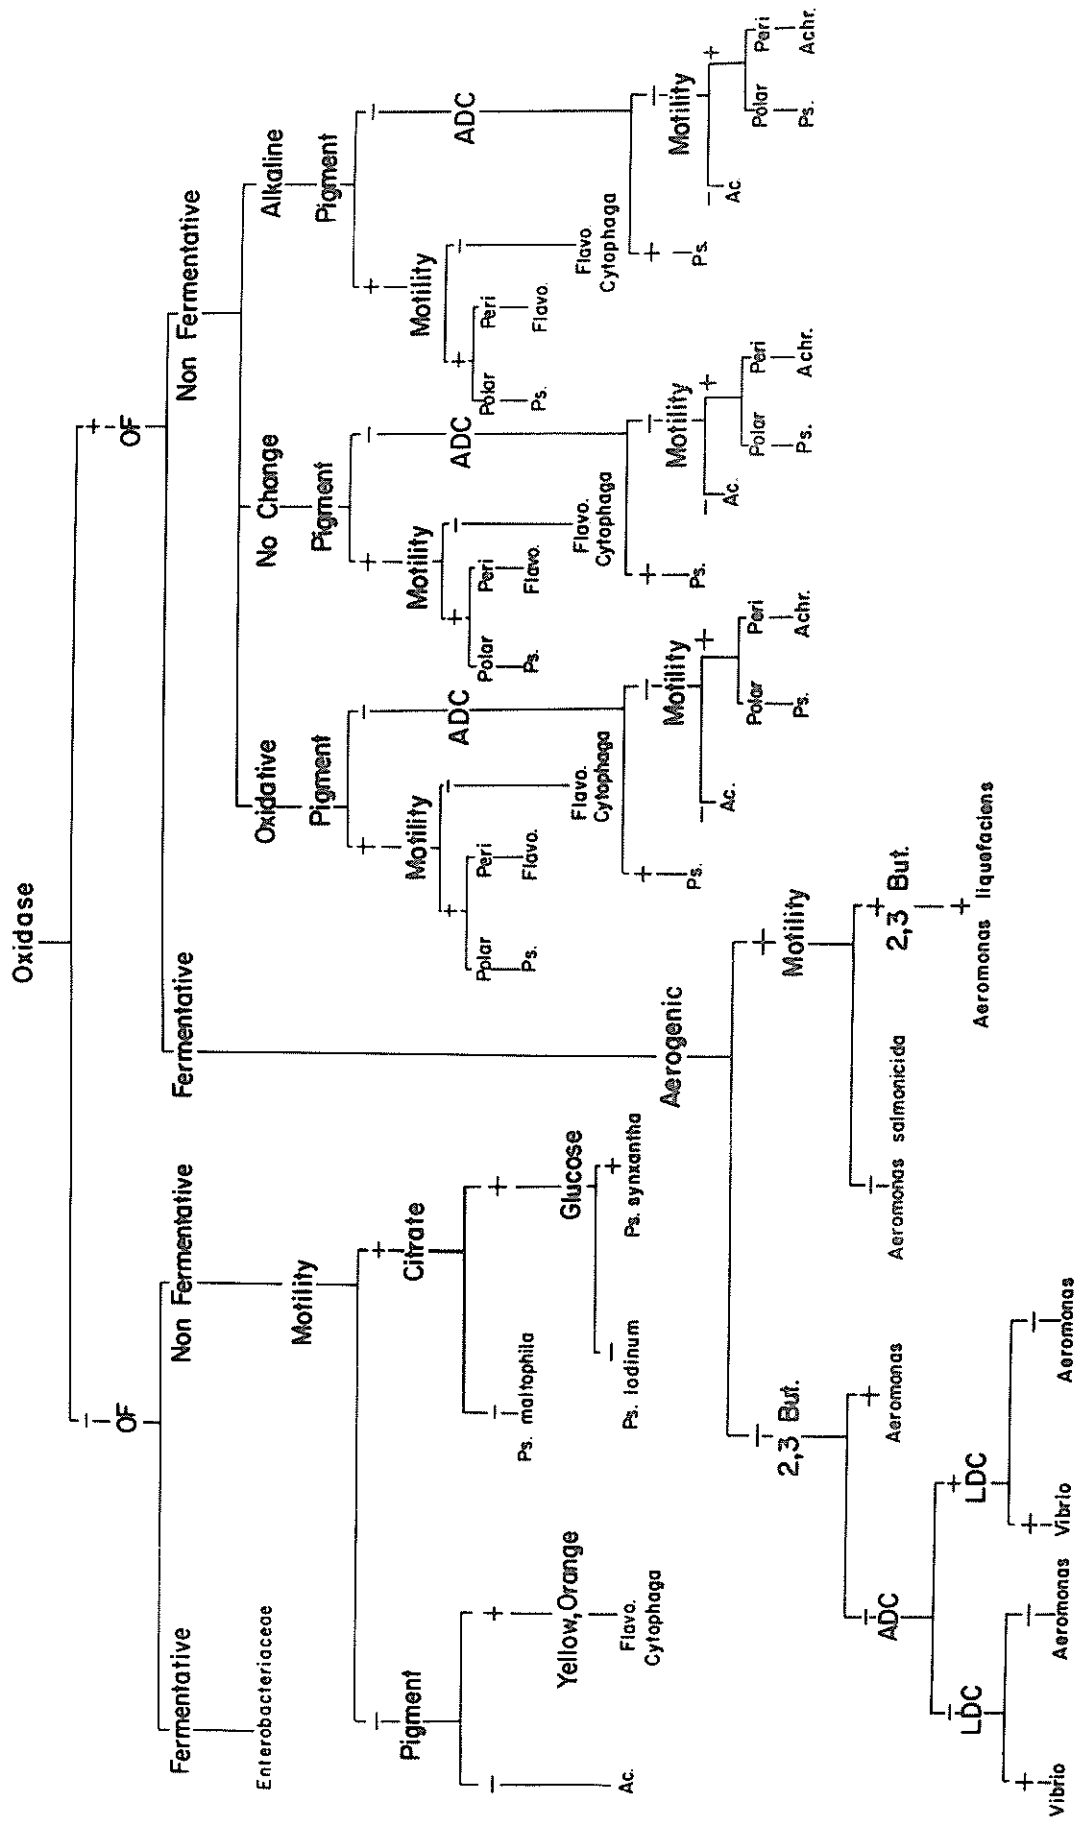 Oxidase
− +
OF OF
Fermentative Non Fermentative Fermentative Non Fermentative
Oxidative No Change Alkaline
Enterobacteriaceae
Motility
Pigment Pigment Pigment
− + + − + − + −
Pigment Citrate Motility ADC Motility ADC Motility ADC
− + − + + − + − + −
Polar Peri Polar Peri Polar Peri
Ps. maltophila
Ps. Flavo. Ps. Flavo. Ps. Flavo.
Yellow, Orange Glucose
Flavo. Flavo. Flavo.
Cytophaga Cytophaga Cytophaga
− +
Ac. Flavo. Ps. iodinum Ps. synxantha
Cytophaga
+ − + − + −
Aerogenic
Ps. Motility Ps. Motility Ps. Motility
− + − + − +
Ac. Ac. Ac.
− +
Polar Peri Polar Peri Polar Peri
2,3 But. Motility
Ps. Achr. Ps. Achr. Ps. Achr.
− + − +
ADC Aeromonas Aeromonas salmonicida 2,3 But.
− + +
LDC LDC Aeromonas liquefaciens
+ − + −
Vibrio Aeromonas Vibrio Aeromonas